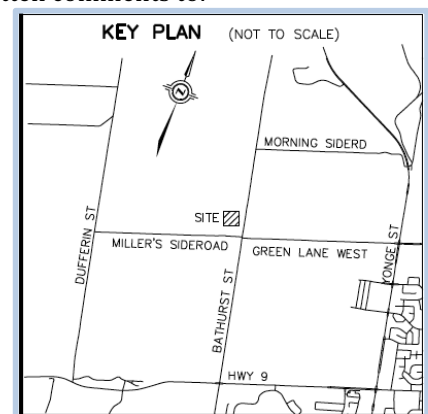 KEY PLAN (NOT TO SCALE)
N
MORNING SIDERD
SITE
DUFFERIN ST
MILLER'S SIDEROAD
GREEN LANE WEST
YONGE ST
BATHURST ST
HWY 9